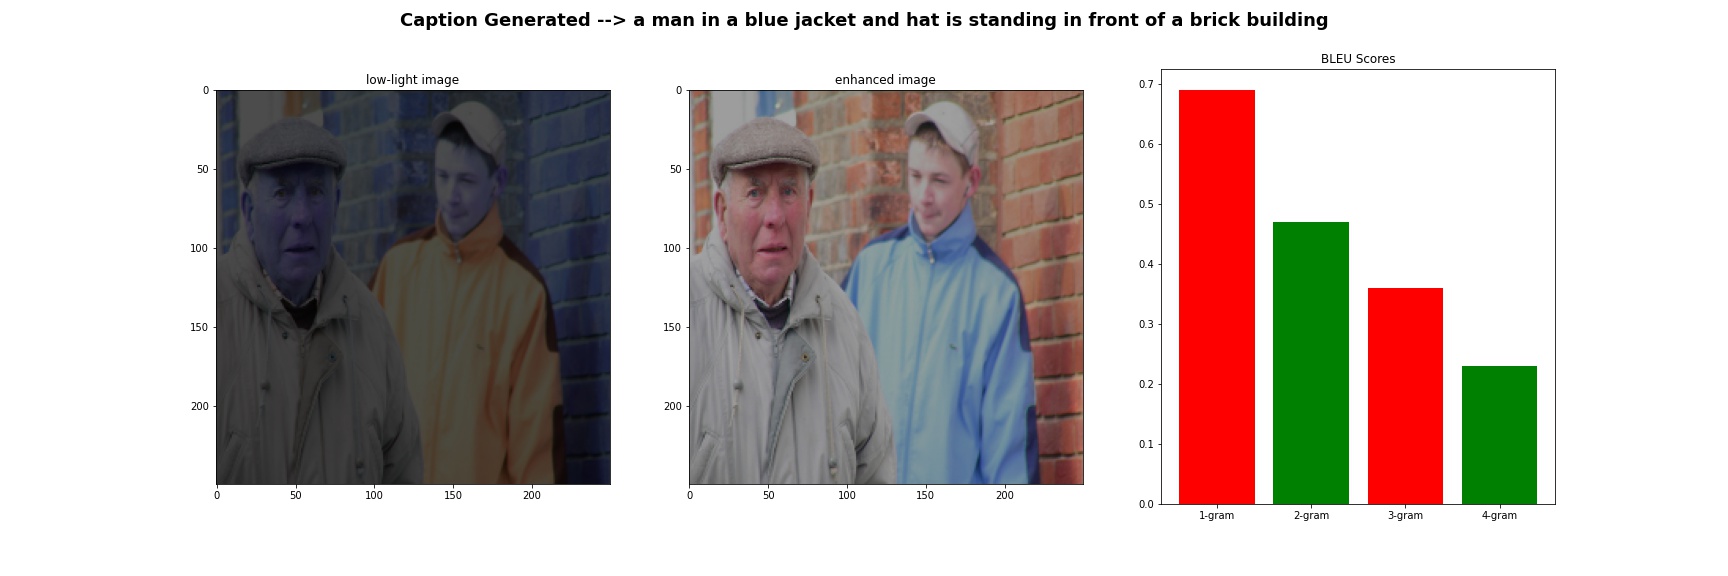 Caption Generated --> a man in a blue jacket and hat is standing in front of a brick building
low-light image
0
50
100
150
200
0 50 100 150 200
enhanced image
0
50
100
150
200
0 50 100 150 200
BLEU Scores
0.7
0.6
0.5
0.4
0.3
0.2
0.1
0.0
1-gram 2-gram 3-gram 4-gram